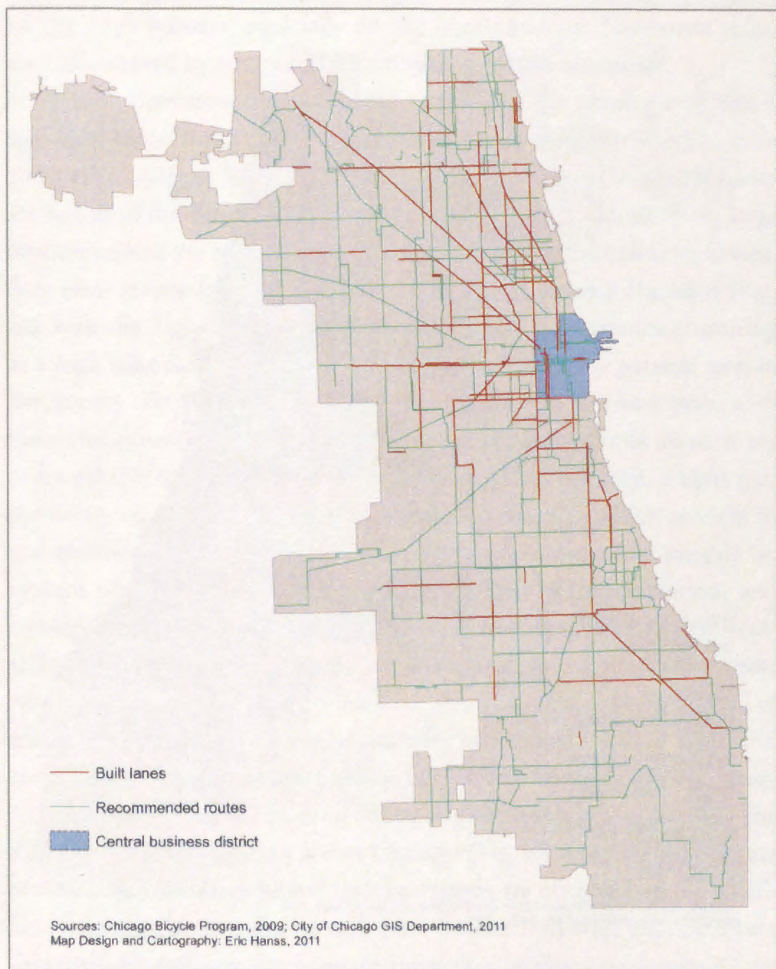 Built lanes
Recommended routes
Central business district
Sources: Chicago Bicycle Program, 2009; City of Chicago GIS Department, 2011
Map Design and Cartography: Eric Hanss, 2011